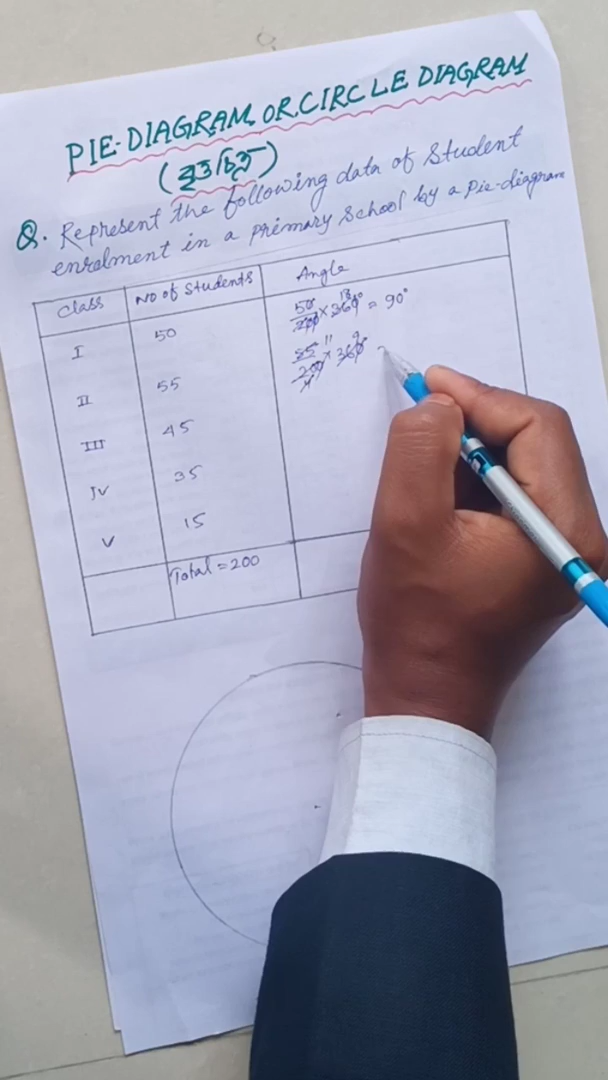 PIE-DIAGRAM OR CIRCLE DIAGRAM
(বৃত্তচিত্ৰ)
Q. Represent the following data of Student
enrolment in a primary School by a pie-diagram
Class No of Students Angle
I 50 50/200 × 360° = 90°
II 55 55/200 × 360° =
III 45
IV 35
V 15
Total = 200